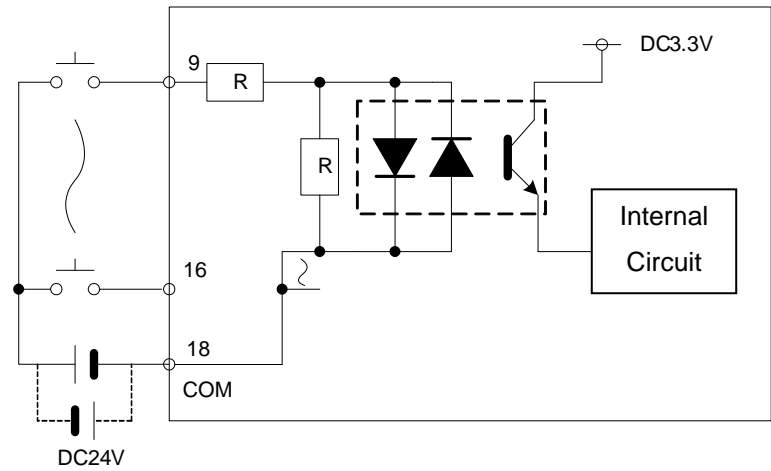 9
R
DC3.3V
R
Internal
Circuit
16
18
COM
DC24V